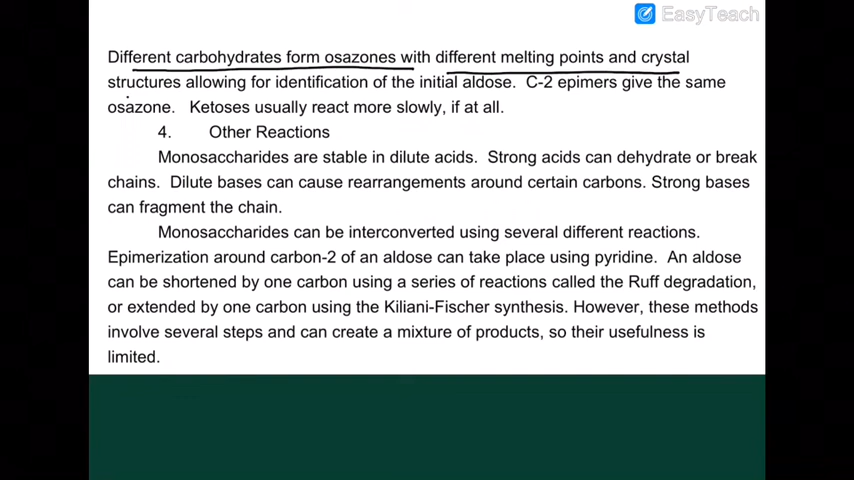 EasyTeach
Different carbohydrates form osazones with different melting points and crystal
structures allowing for identification of the initial aldose. C-2 epimers give the same
osazone. Ketoses usually react more slowly, if at all.
4. Other Reactions
Monosaccharides are stable in dilute acids. Strong acids can dehydrate or break
chains. Dilute bases can cause rearrangements around certain carbons. Strong bases
can fragment the chain.
Monosaccharides can be interconverted using several different reactions.
Epimerization around carbon-2 of an aldose can take place using pyridine. An aldose
can be shortened by one carbon using a series of reactions called the Ruff degradation,
or extended by one carbon using the Kiliani-Fischer synthesis. However, these methods
involve several steps and can create a mixture of products, so their usefulness is
limited.